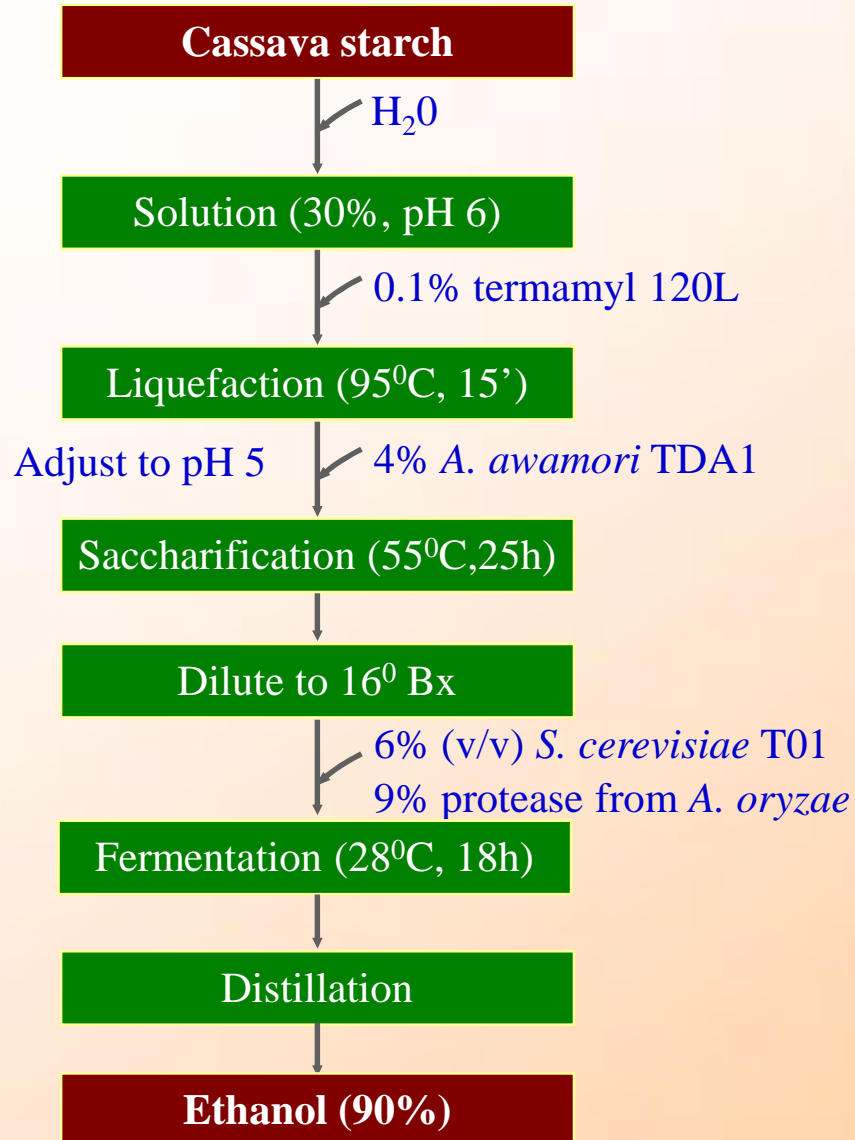 Cassava starch
H₂0
Solution (30%, pH 6)
0.1% termamyl 120L
Liquefaction (95⁰C, 15’)
Adjust to pH 5
4% A. awamori TDA1
Saccharification (55⁰C,25h)
Dilute to 16⁰ Bx
6% (v/v) S. cerevisiae T01
9% protease from A. oryzae
Fermentation (28⁰C, 18h)
Distillation
Ethanol (90%)